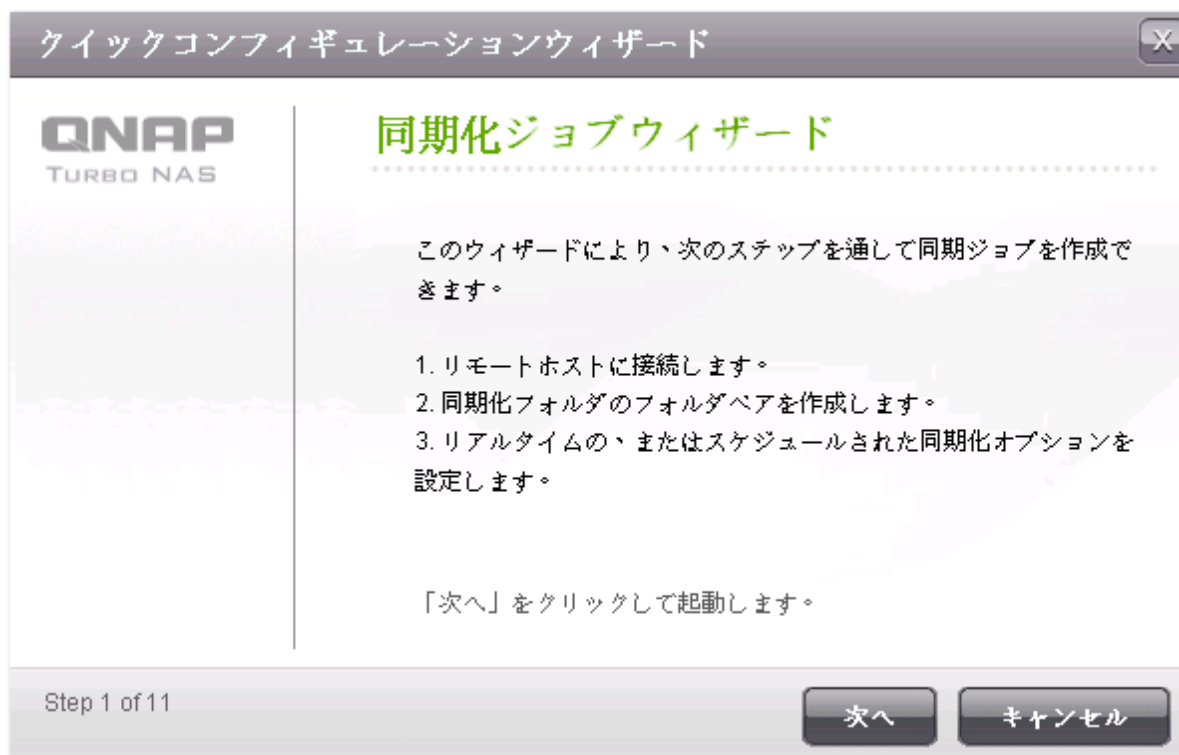 クイックコンフィギュレーションウィザード
X
QNAP
TURBO NAS
同期化ジョブウィザード
このウィザードにより、次のステップを通して同期ジョブを作成で
きます。
1. リモートホストに接続します。
2. 同期化フォルダのフォルダペアを作成します。
3. リアルタイムの、またはスケジュールされた同期化オプションを
設定します。
「次へ」をクリックして起動します。
Step 1 of 11
次へ
キャンセル